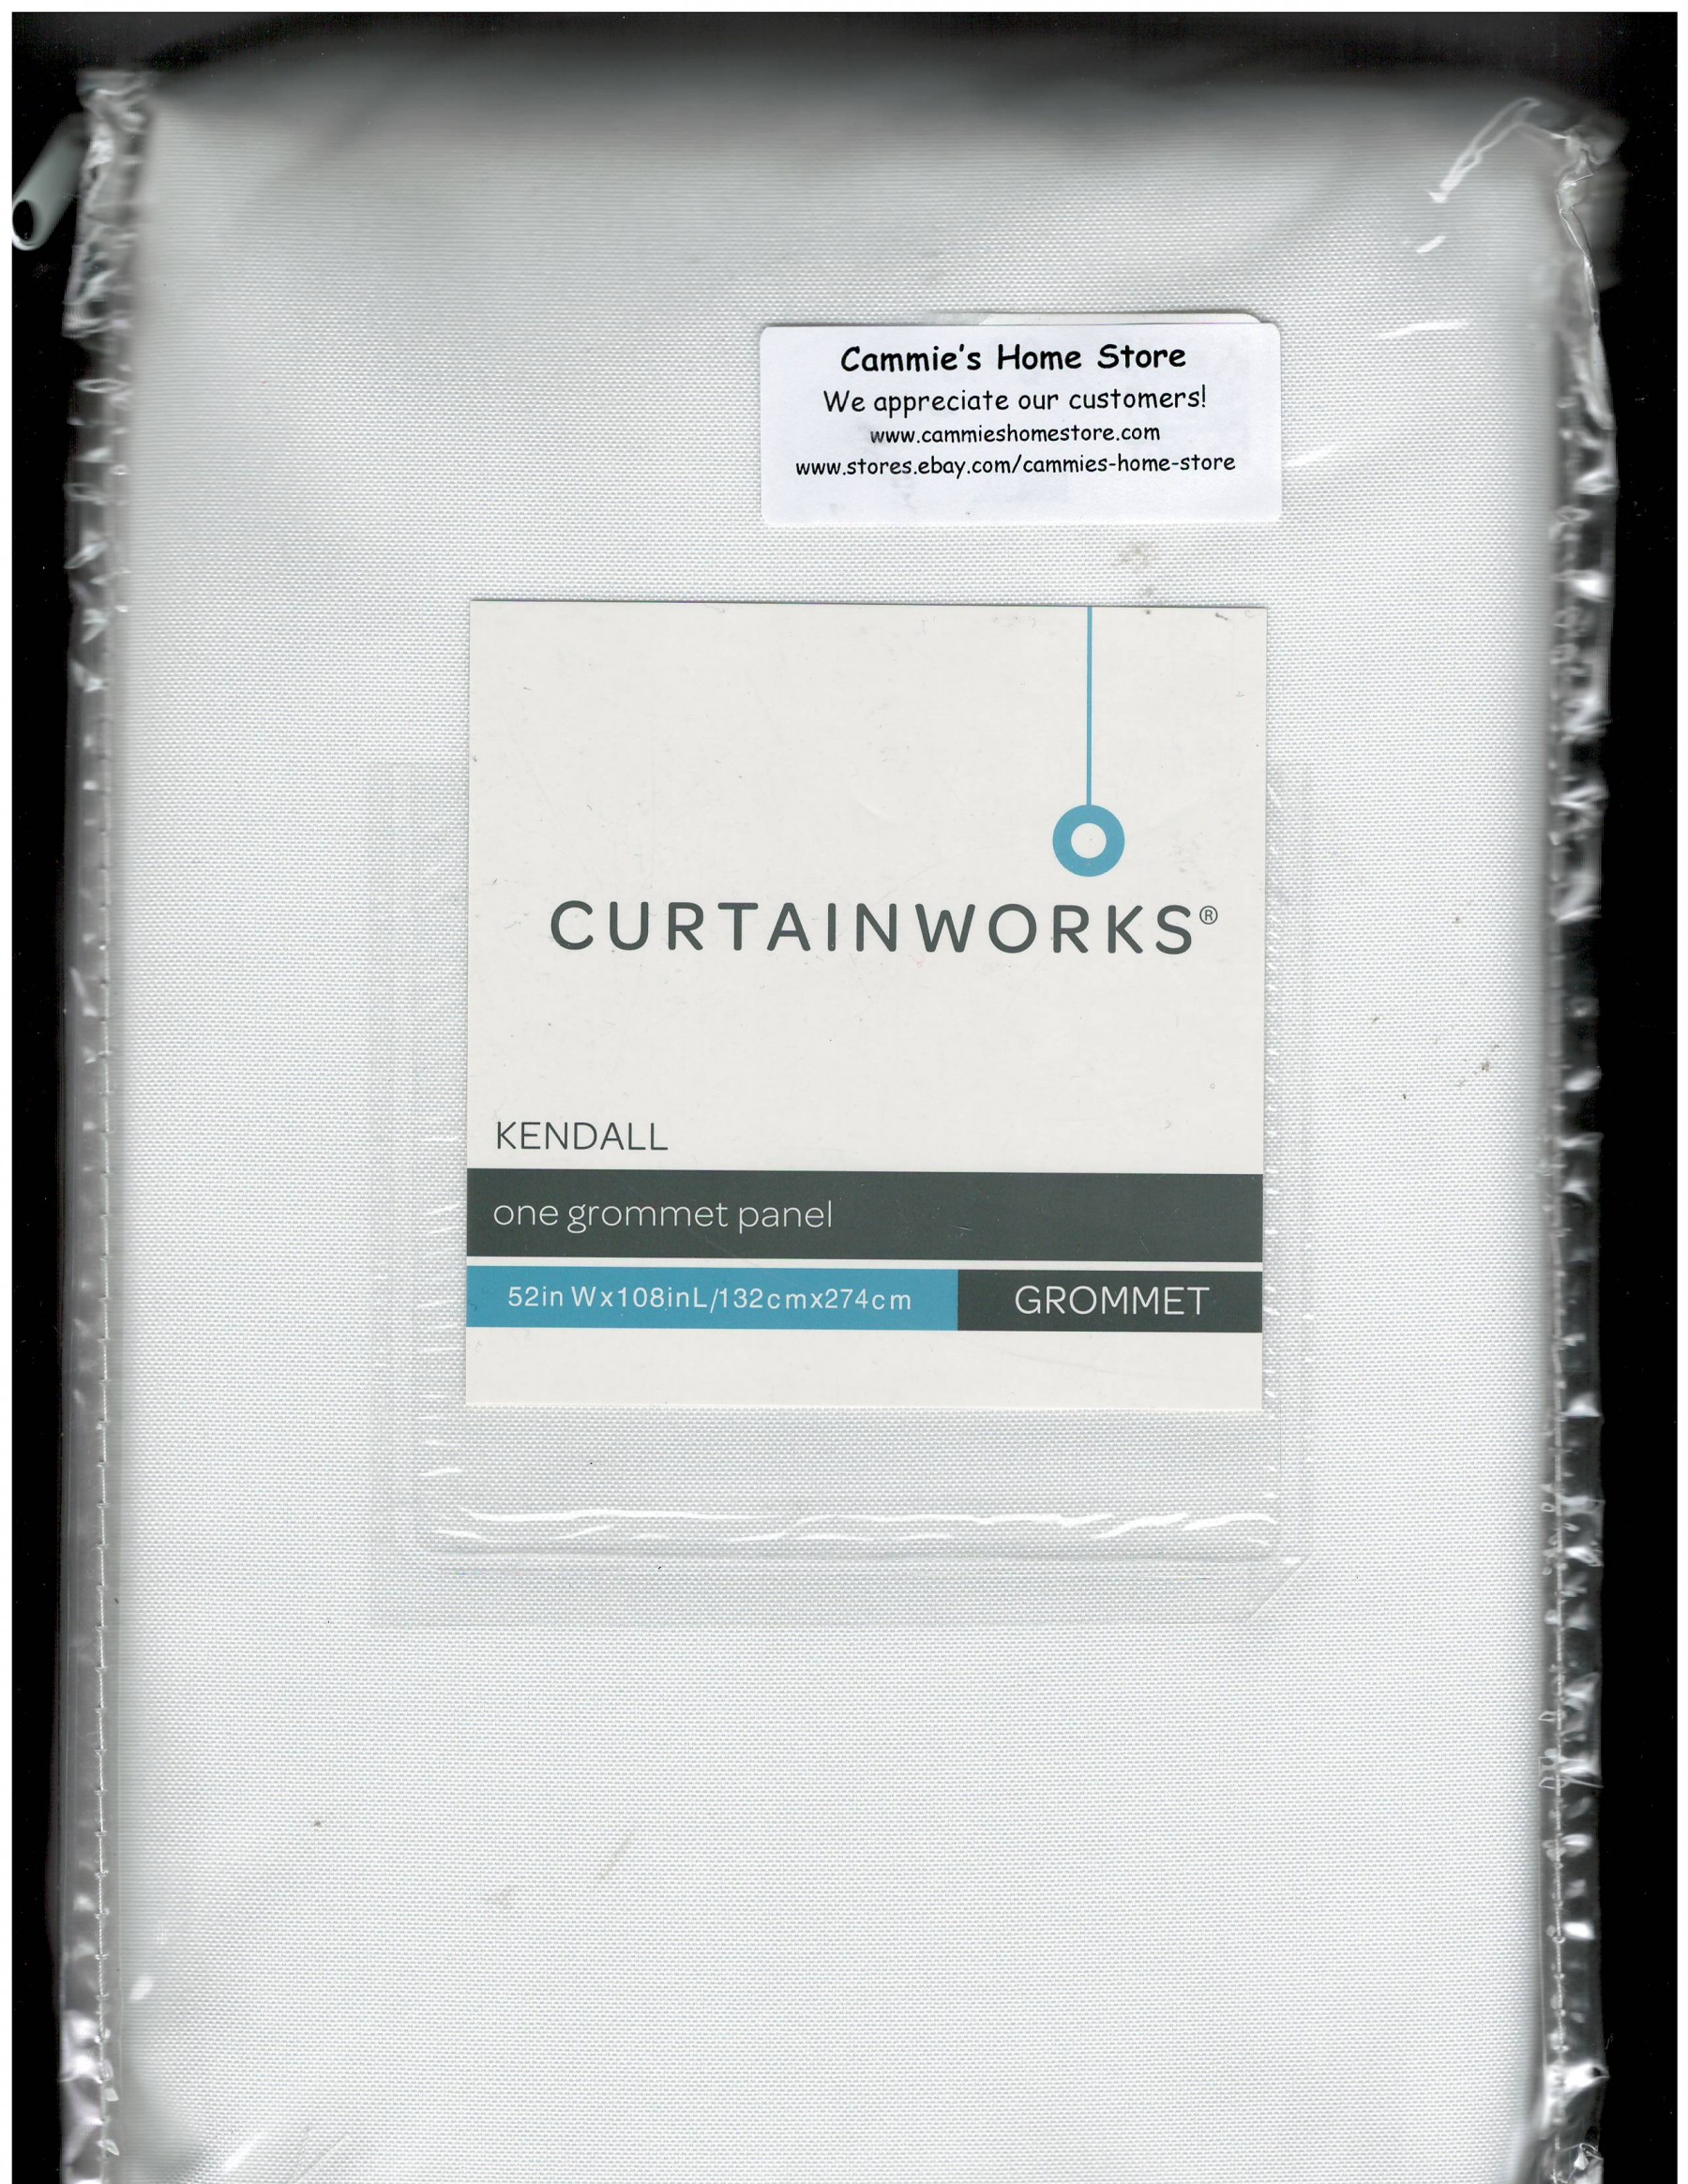 Cammie's Home Store
We appreciate our customers!
www.cammieshomestore.com
www.stores.ebay.com/cammies-home-store
CURTAINWORKS®
KENDALL
one grommet panel
52in Wx108inL/132cmx274cm
GROMMET